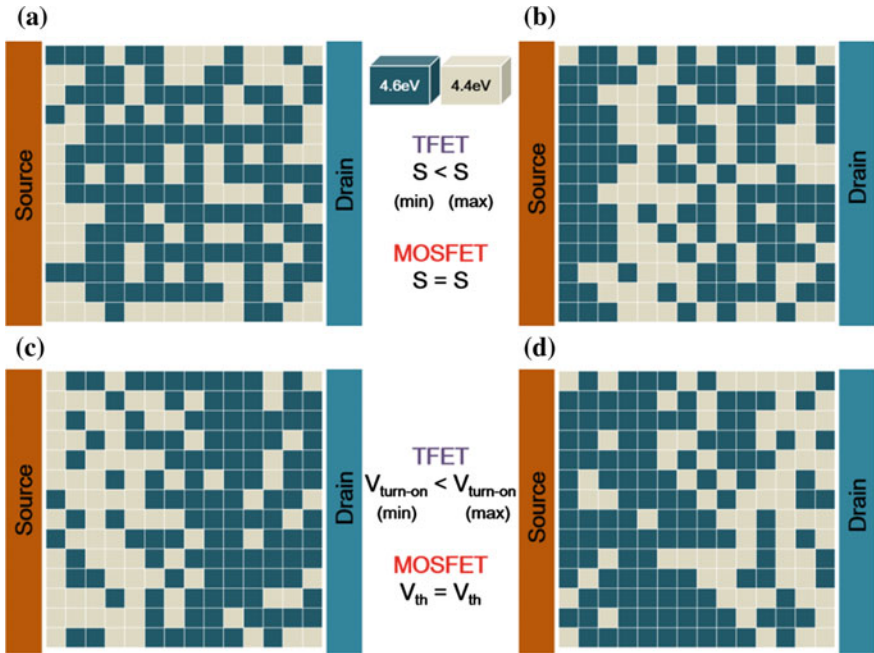 (a)
(b)
Source
Drain
4.6eV
4.4eV
TFET
S < S
(min) (max)
MOSFET
S = S
Source
Drain
(c)
(d)
Source
Drain
TFET
Vturn-on < Vturn-on
(min) (max)
MOSFET
Vth = Vth
Source
Drain